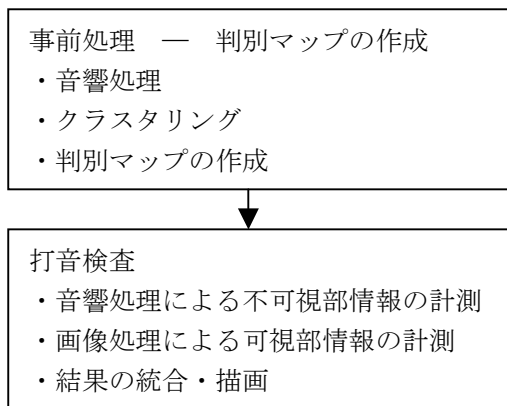 事前処理　―　判別マップの作成
・音響処理
・クラスタリング
・判別マップの作成
打音検査
・音響処理による不可視部情報の計測
・画像処理による可視部情報の計測
・結果の統合・描画